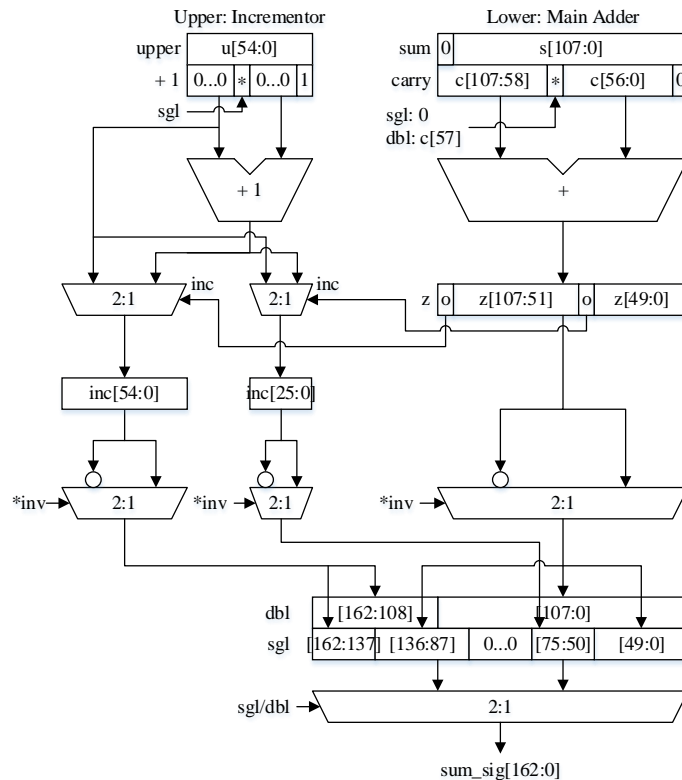 Upper: Incrementor
Lower: Main Adder
upper u[54:0]
sum 0 s[107:0]
+ 1 0...0 * 0...0 1
carry c[107:58] * c[56:0] 0
sgl
sgl: 0
dbl: c[57]
+ 1
+
2:1 inc
2:1 inc
z o z[107:51] o z[49:0]
inc[54:0]
inc[25:0]
*inv 2:1
*inv 2:1
*inv 2:1
dbl [162:108] [107:0]
sgl [162:137] [136:87] 0...0 [75:50] [49:0]
sgl/dbl 2:1
sum_sig[162:0]